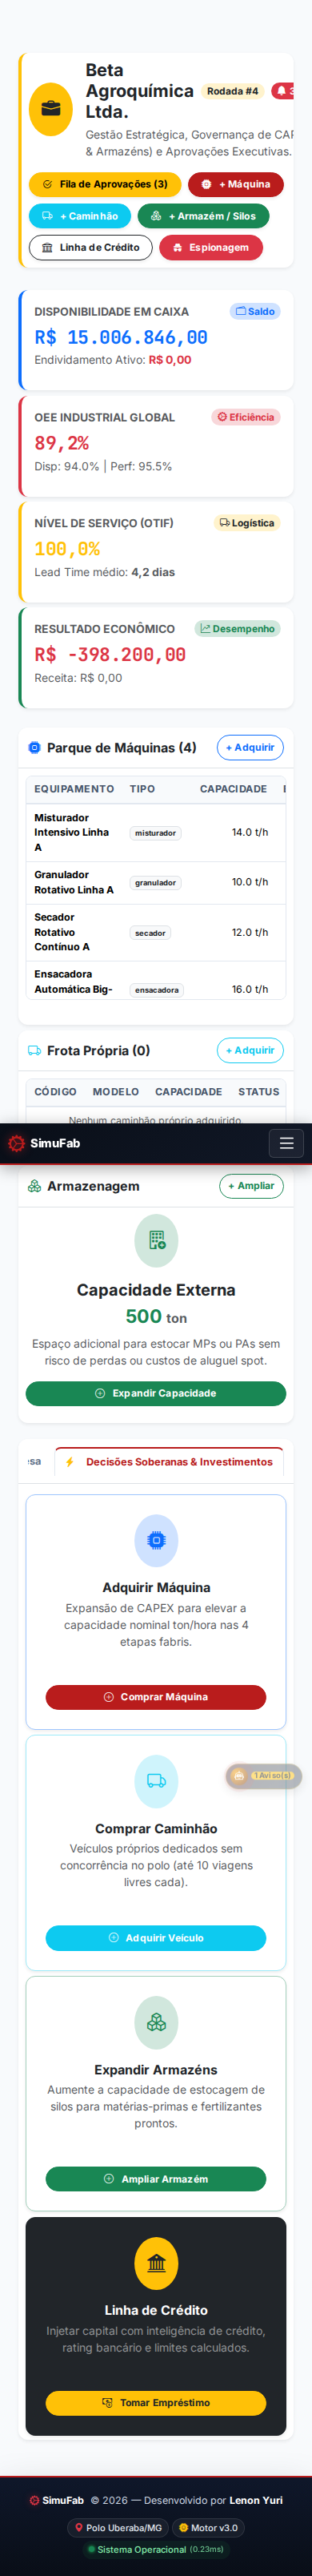 Beta
Agroquímica
Ltda.
Rodada #4
Gestão Estratégica, Governança de
& Armazéns) e Aprovações Executivas.
Fila de Aprovações (3)
+ Máquina
+ Caminhão
+ Armazém / Silos
Linha de Crédito
Espionagem
DISPONIBILIDADE EM CAIXA
Saldo
R$ 15.006.846,00
Endividamento Ativo: R$ 0,00
OEE INDUSTRIAL GLOBAL
Eficiência
89,2%
Disp: 94.0% | Perf: 95.5%
NÍVEL DE SERVIÇO (OTIF)
Logística
100,0%
Lead Time médio: 4,2 dias
RESULTADO ECONÔMICO
Desempenho
R$ -398.200,00
Receita: R$ 0,00
Parque de Máquinas (4)
+ Adquirir
EQUIPAMENTO TIPO CAPACIDADE
Misturador
Intensivo Linha
A
misturador
14.0 t/h
Granulador
Rotativo Linha A
granulador
10.0 t/h
Secador
Rotativo
Contínuo A
secador
12.0 t/h
Ensacadora
Automática Big-
ensacadora
16.0 t/h
Frota Própria (0)
+ Adquirir
CÓDIGO MODELO CAPACIDADE STATUS
Nenhum caminhão próprio adquirido.
SimuFab
Armazenagem
+ Ampliar
Capacidade Externa
500 ton
Espaço adicional para estocar MPs ou PAs sem
risco de perdas ou custos de aluguel spot.
Expandir Capacidade
esa
Decisões Soberanas & Investimentos
Adquirir Máquina
Expansão de CAPEX para elevar a
capacidade nominal ton/hora nas 4
etapas fabris.
Comprar Máquina
1 Aviso(s)
Comprar Caminhão
Veículos próprios dedicados sem
concorrência no polo (até 10 viagens
livres cada).
Adquirir Veículo
Expandir Armazéns
Aumente a capacidade de estocagem de
silos para matérias-primas e fertilizantes
prontos.
Ampliar Armazém
Linha de Crédito
Injetar capital com inteligência de crédito,
rating bancário e limites calculados.
Tomar Empréstimo
SimuFab © 2026 — Desenvolvido por Lenon Yuri
Polo Uberaba/MG
Motor v3.0
Sistema Operacional (0.23ms)